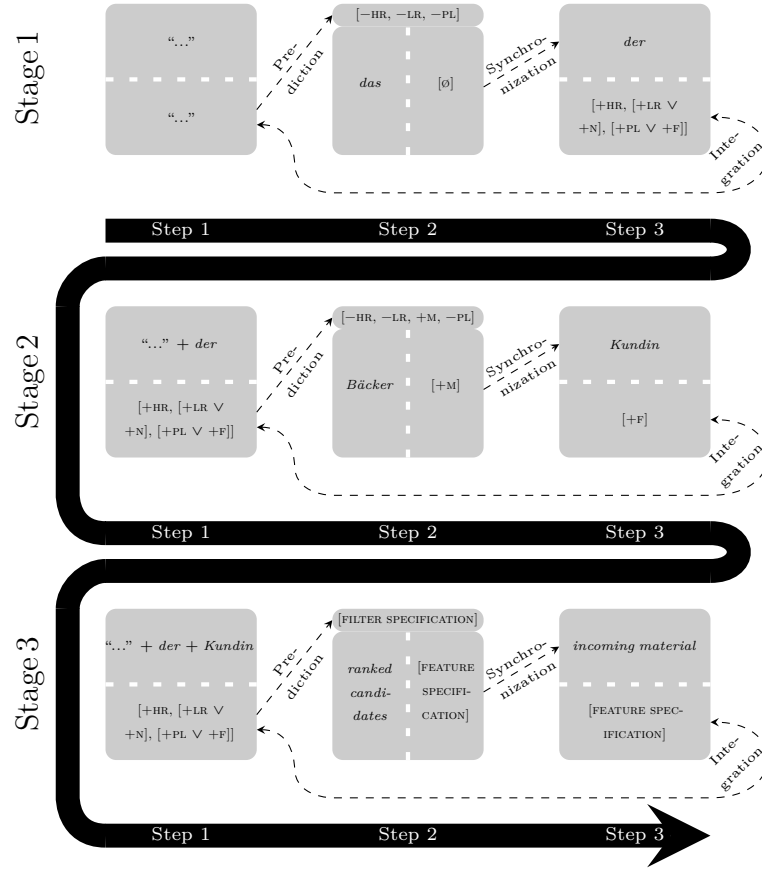 Stage 1
“...”
“...”
Pre-
diction
[−HR, −LR, −PL]
das
[∅]
Synchro-
nization
der
[+HR, [+LR ∨
+N], [+PL ∨ +F]]
Inte-
gration
Step 1
Step 2
Step 3
Stage 2
“...” + der
[+HR, [+LR ∨
+N], [+PL ∨ +F]]
Pre-
diction
[−HR, −LR, +M, −PL]
Bäcker
[+M]
Synchro-
nization
Kundin
[+F]
Inte-
gration
Step 1
Step 2
Step 3
Stage 3
“...” + der + Kundin
[+HR, [+LR ∨
+N], [+PL ∨ +F]]
Pre-
diction
[FILTER SPECIFICATION]
ranked
candi-
dates
[FEATURE
SPECIFI-
CATION]
Synchro-
nization
incoming material
[FEATURE SPEC-
IFICATION]
Inte-
gration
Step 1
Step 2
Step 3